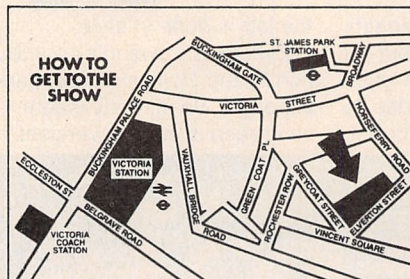 HOW TO
GET TO THE
SHOW
ST. JAMES PARK
STATION
BUCKINGHAM GATE
BROADWAY
BUCKINGHAM PALACE ROAD
VICTORIA STREET
HORSEFERRY ROAD
ECCLESTON ST
VICTORIA
STATION
VAUXHALL BRIDGE
ROAD
GREEN COAT PL
ROCHESTER ROW
GREYCOAT STREET
ELVERTON STREET
BELGRAVE ROAD
VINCENT SQUARE
VICTORIA
COACH
STATION